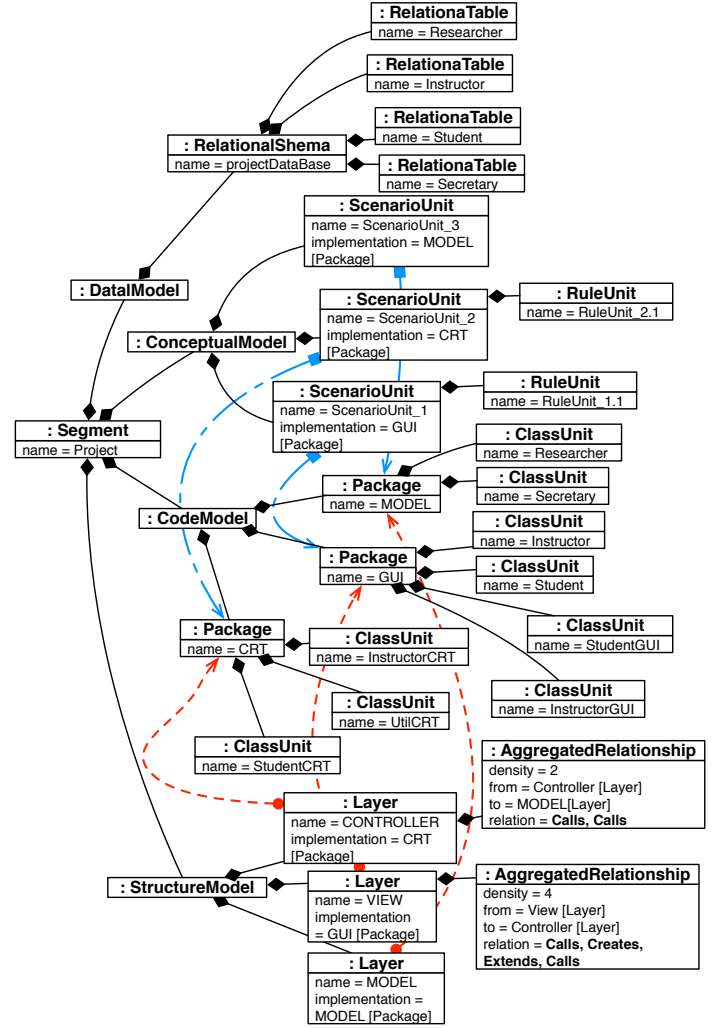 : RelationaTable
name = Researcher
: RelationaTable
name = Instructor
: RelationaTable
name = Student
: RelationalShema
name = projectDataBase
: RelationaTable
name = Secretary
: ScenarioUnit
name = ScenarioUnit_3
implementation = MODEL
[Package]
: DatalModel
: ScenarioUnit
name = ScenarioUnit_2
implementation = CRT
[Package]
: RuleUnit
name = RuleUnit_2.1
: ConceptualModel
: ScenarioUnit
name = ScenarioUnit_1
implementation = GUI
[Package]
: RuleUnit
name = RuleUnit_1.1
: Segment
name = Project
: ClassUnit
name = Researcher
: ClassUnit
name = Secretary
: Package
name = MODEL
: CodeModel
: ClassUnit
name = Instructor
: Package
name = GUI
: ClassUnit
name = Student
: ClassUnit
name = StudentGUI
: Package
name = CRT
: ClassUnit
name = InstructorCRT
: ClassUnit
name = InstructorGUI
: ClassUnit
name = UtilCRT
: ClassUnit
name = StudentCRT
: AggregatedRelationship
density = 2
from = Controller [Layer]
to = MODEL[Layer]
relation = Calls, Calls
: Layer
name = CONTROLLER
implementation = CRT
[Package]
: StructureModel
: Layer
name = VIEW
implementation
= GUI [Package]
: AggregatedRelationship
density = 4
from = View [Layer]
to = Controller [Layer]
relation = Calls, Creates,
Extends, Calls
: Layer
name = MODEL
implementation =
MODEL [Package]